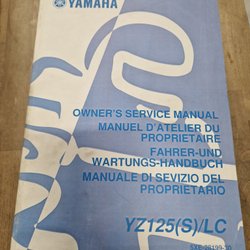 YAMAHA
OWNER'S SERVICE MANUAL
MANUEL D'ATELIER DU
PROPRIETAIRE
FAHRER-UND
WARTUNGS-HANDBUCH
MANUALE DI SEVIZIO DEL
PROPRIETARIO
YZ125(S)/LC